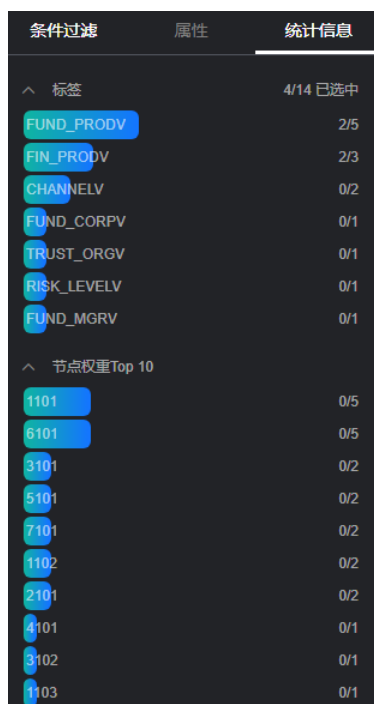 条件过滤 属性 统计信息
标签 4/14 已选中
FUND_PRODV 2/5
FIN_PRODV 2/3
CHANNELV 0/2
FUND_CORPV 0/1
TRUST_ORGV 0/1
RISK_LEVELV 0/1
FUND_MGRV 0/1
节点权重Top 10
1101 0/5
6101 0/5
3101 0/2
5101 0/2
7101 0/2
1102 0/2
2101 0/2
4101 0/1
3102 0/1
1103 0/1